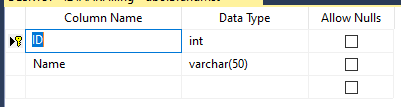 Column Name Data Type Allow Nulls
ID int
Name varchar(50)